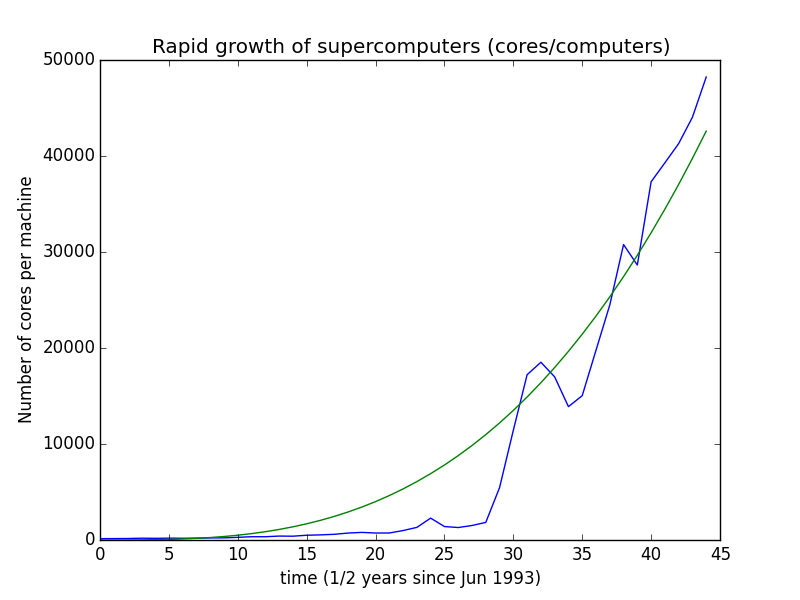 Rapid growth of supercomputers (cores/computers)
50000
40000
30000
20000
10000
0
Number of cores per machine
0 5 10 15 20 25 30 35 40 45
time (1/2 years since Jun 1993)